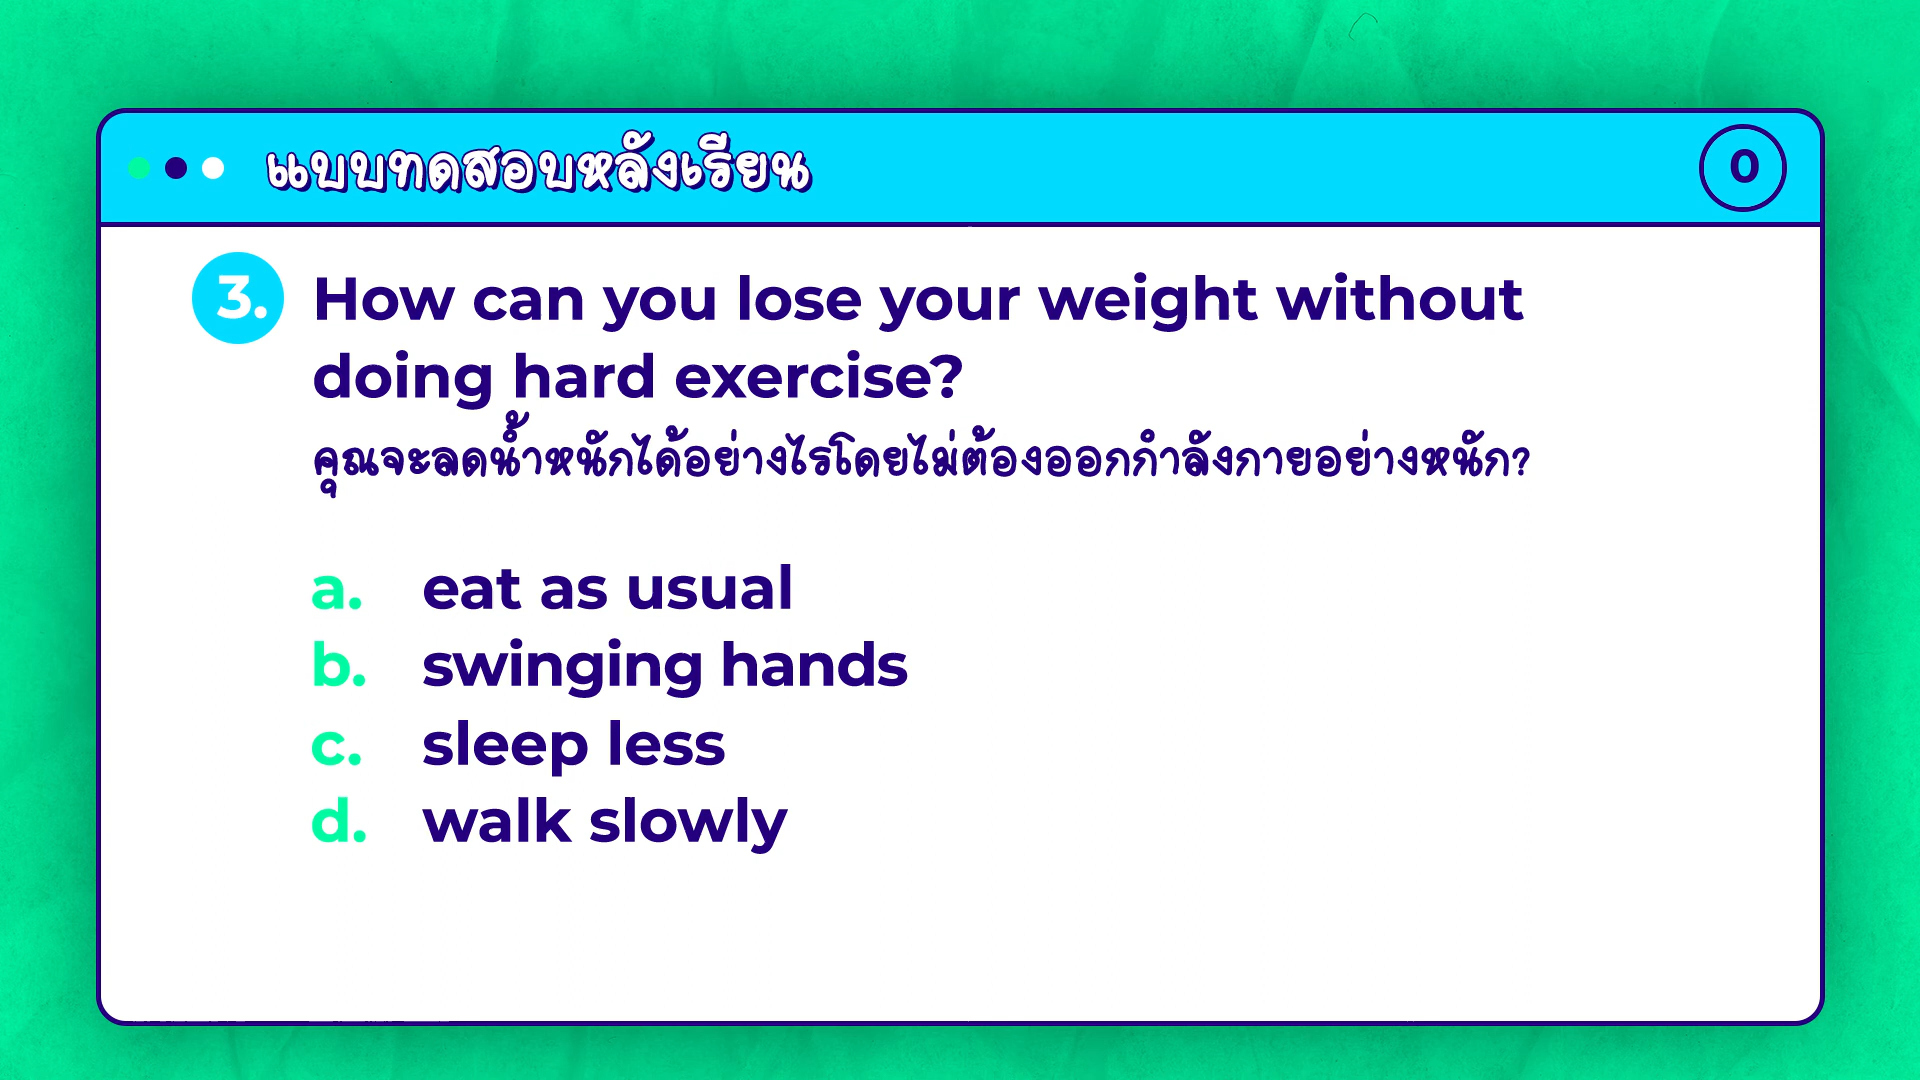 แบบทดสอบหลังเรียน
0
3. How can you lose your weight without
doing hard exercise?
คุณจะลดน้ำหนักได้อย่างไรโดยไม่ต้องออกกำลังกายอย่างหนัก?
a. eat as usual
b. swinging hands
c. sleep less
d. walk slowly